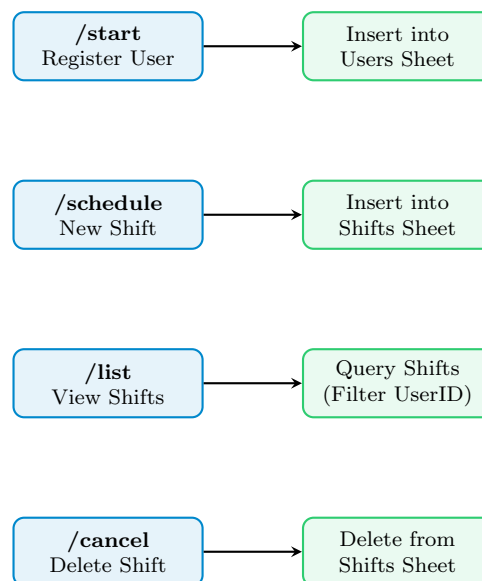 /start
Register User
Insert into
Users Sheet
/schedule
New Shift
Insert into
Shifts Sheet
/list
View Shifts
Query Shifts
(Filter UserID)
/cancel
Delete Shift
Delete from
Shifts Sheet